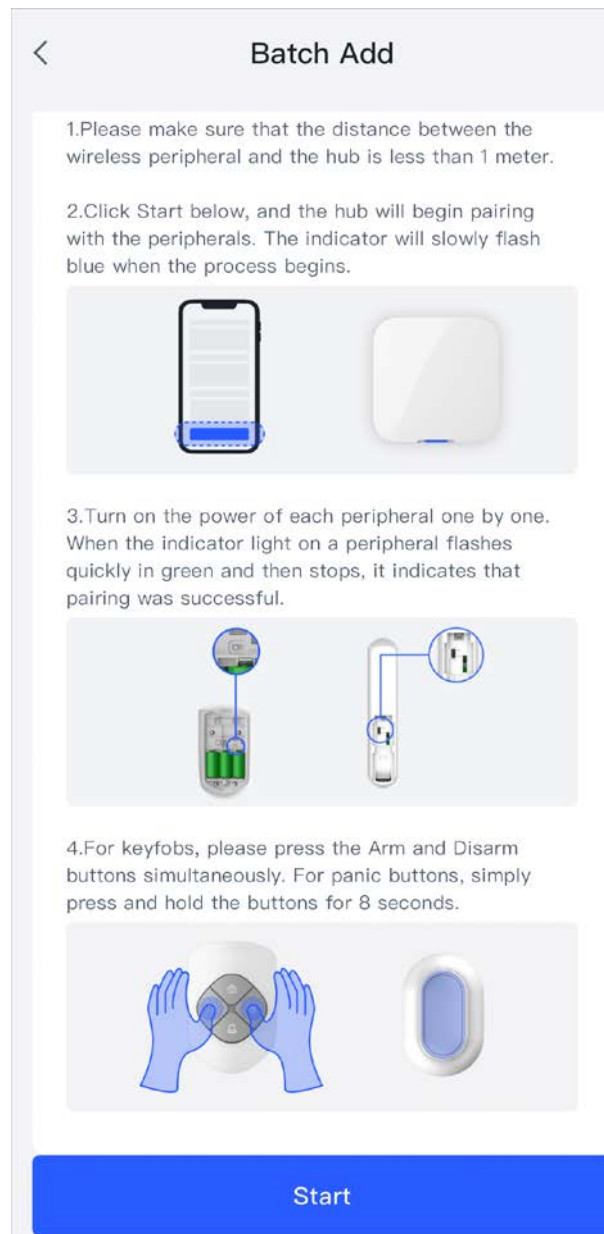 Batch Add
1.Please make sure that the distance between the
wireless peripheral and the hub is less than 1 meter.
2.Click Start below, and the hub will begin pairing
with the peripherals. The indicator will slowly flash
blue when the process begins.
3.Turn on the power of each peripheral one by one.
When the indicator light on a peripheral flashes
quickly in green and then stops, it indicates that
pairing was successful.
4.For keyfobs, please press the Arm and Disarm
buttons simultaneously. For panic buttons, simply
press and hold the buttons for 8 seconds.
Start